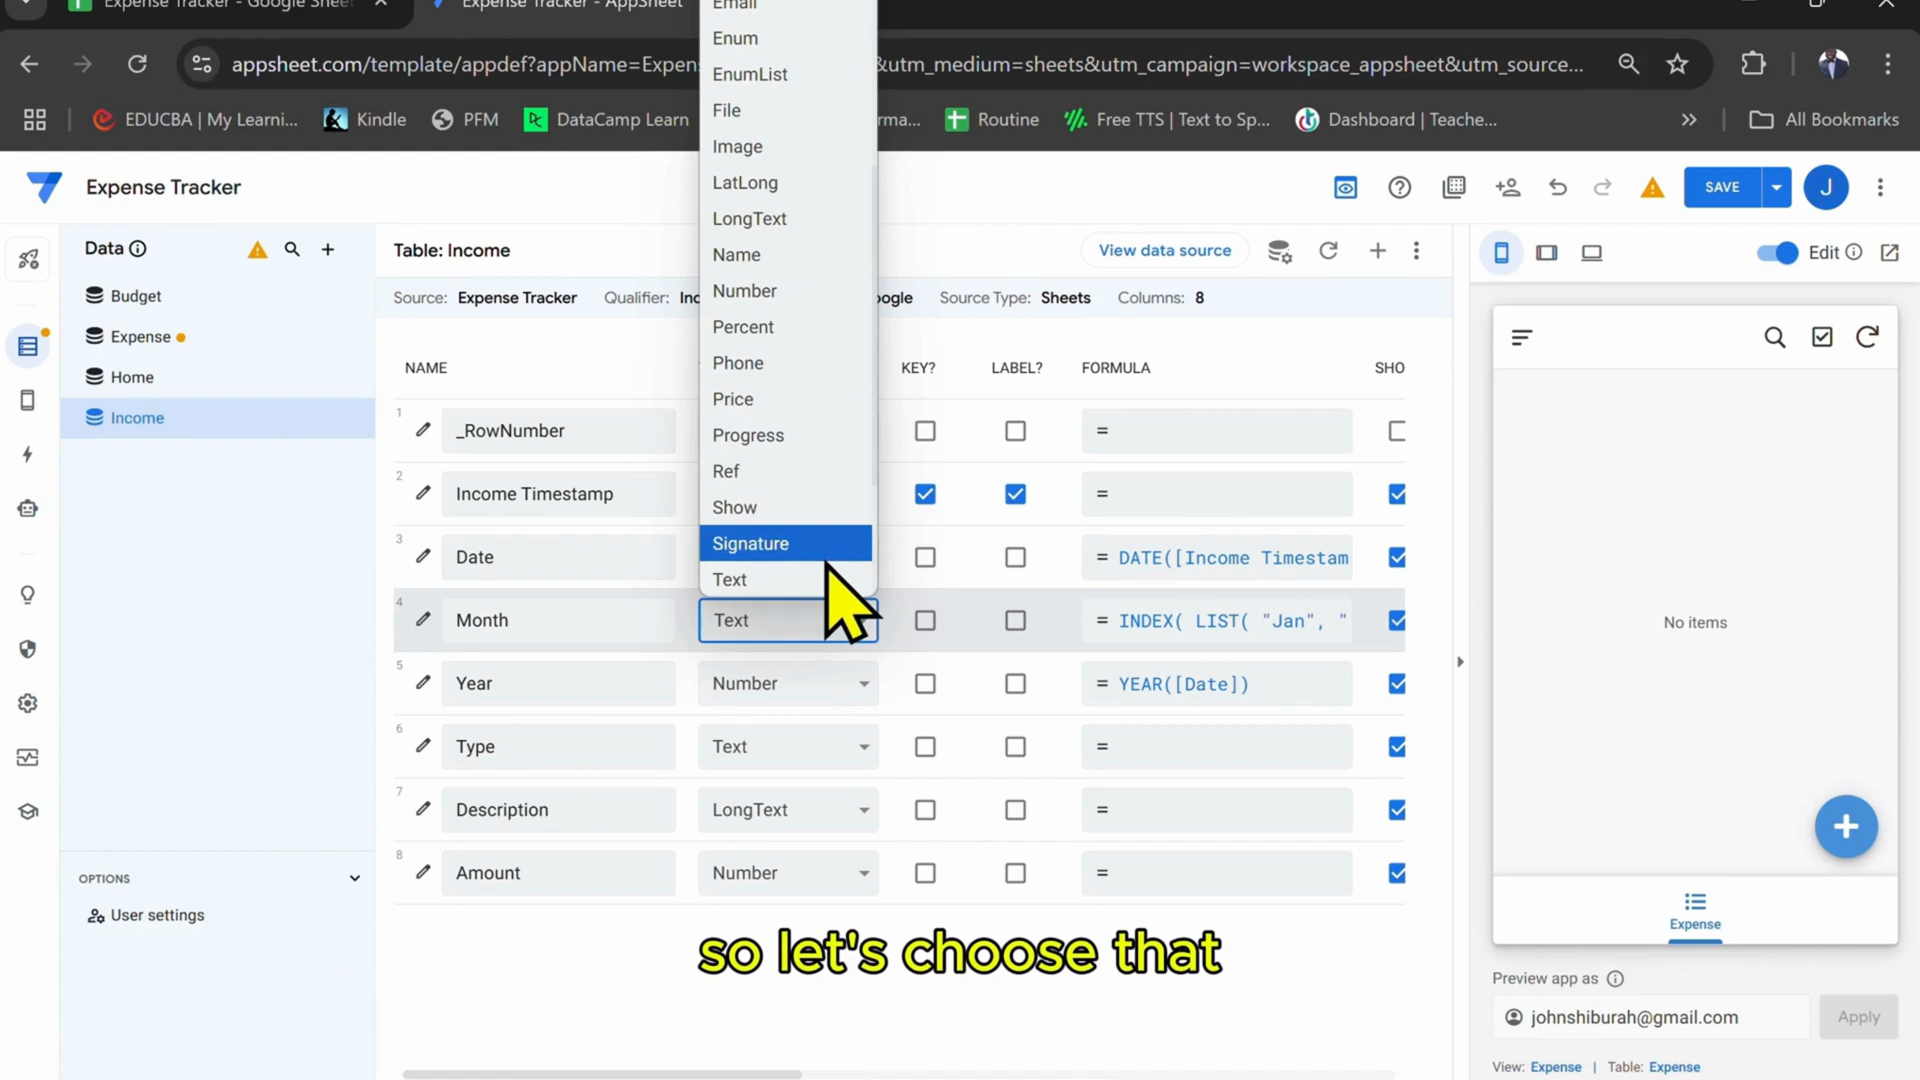 Expense Tracker - Google Sheet
Expense Tracker - AppSheet
appsheet.com/template/appdef?appName=Expens
&utm_medium=sheets&utm_campaign=workspace_appsheet&utm_source...
EDUCBA | My Learni...
Kindle
PFM
DataCamp Learn
rma...
Routine
Free TTS | Text to Sp...
Dashboard | Teache...
All Bookmarks
Expense Tracker
SAVE
J
Data
Budget
Expense
Home
Income
OPTIONS
User settings
Table: Income
View data source
Source: Expense Tracker Qualifier: Inc
oogle Source Type: Sheets Columns: 8
NAME KEY? LABEL? FORMULA SHO
1 _RowNumber =
2 Income Timestamp =
3 Date = DATE([Income Timestam
4 Month Text = INDEX( LIST( "Jan", "
5 Year Number = YEAR([Date])
6 Type Text =
7 Description LongText =
8 Amount Number =
Email
Enum
EnumList
File
Image
LatLong
LongText
Name
Number
Percent
Phone
Price
Progress
Ref
Show
Signature
Text
so let's choose that
Edit
No items
Expense
Preview app as
johnshiburah@gmail.com
Apply
View: Expense | Table: Expense